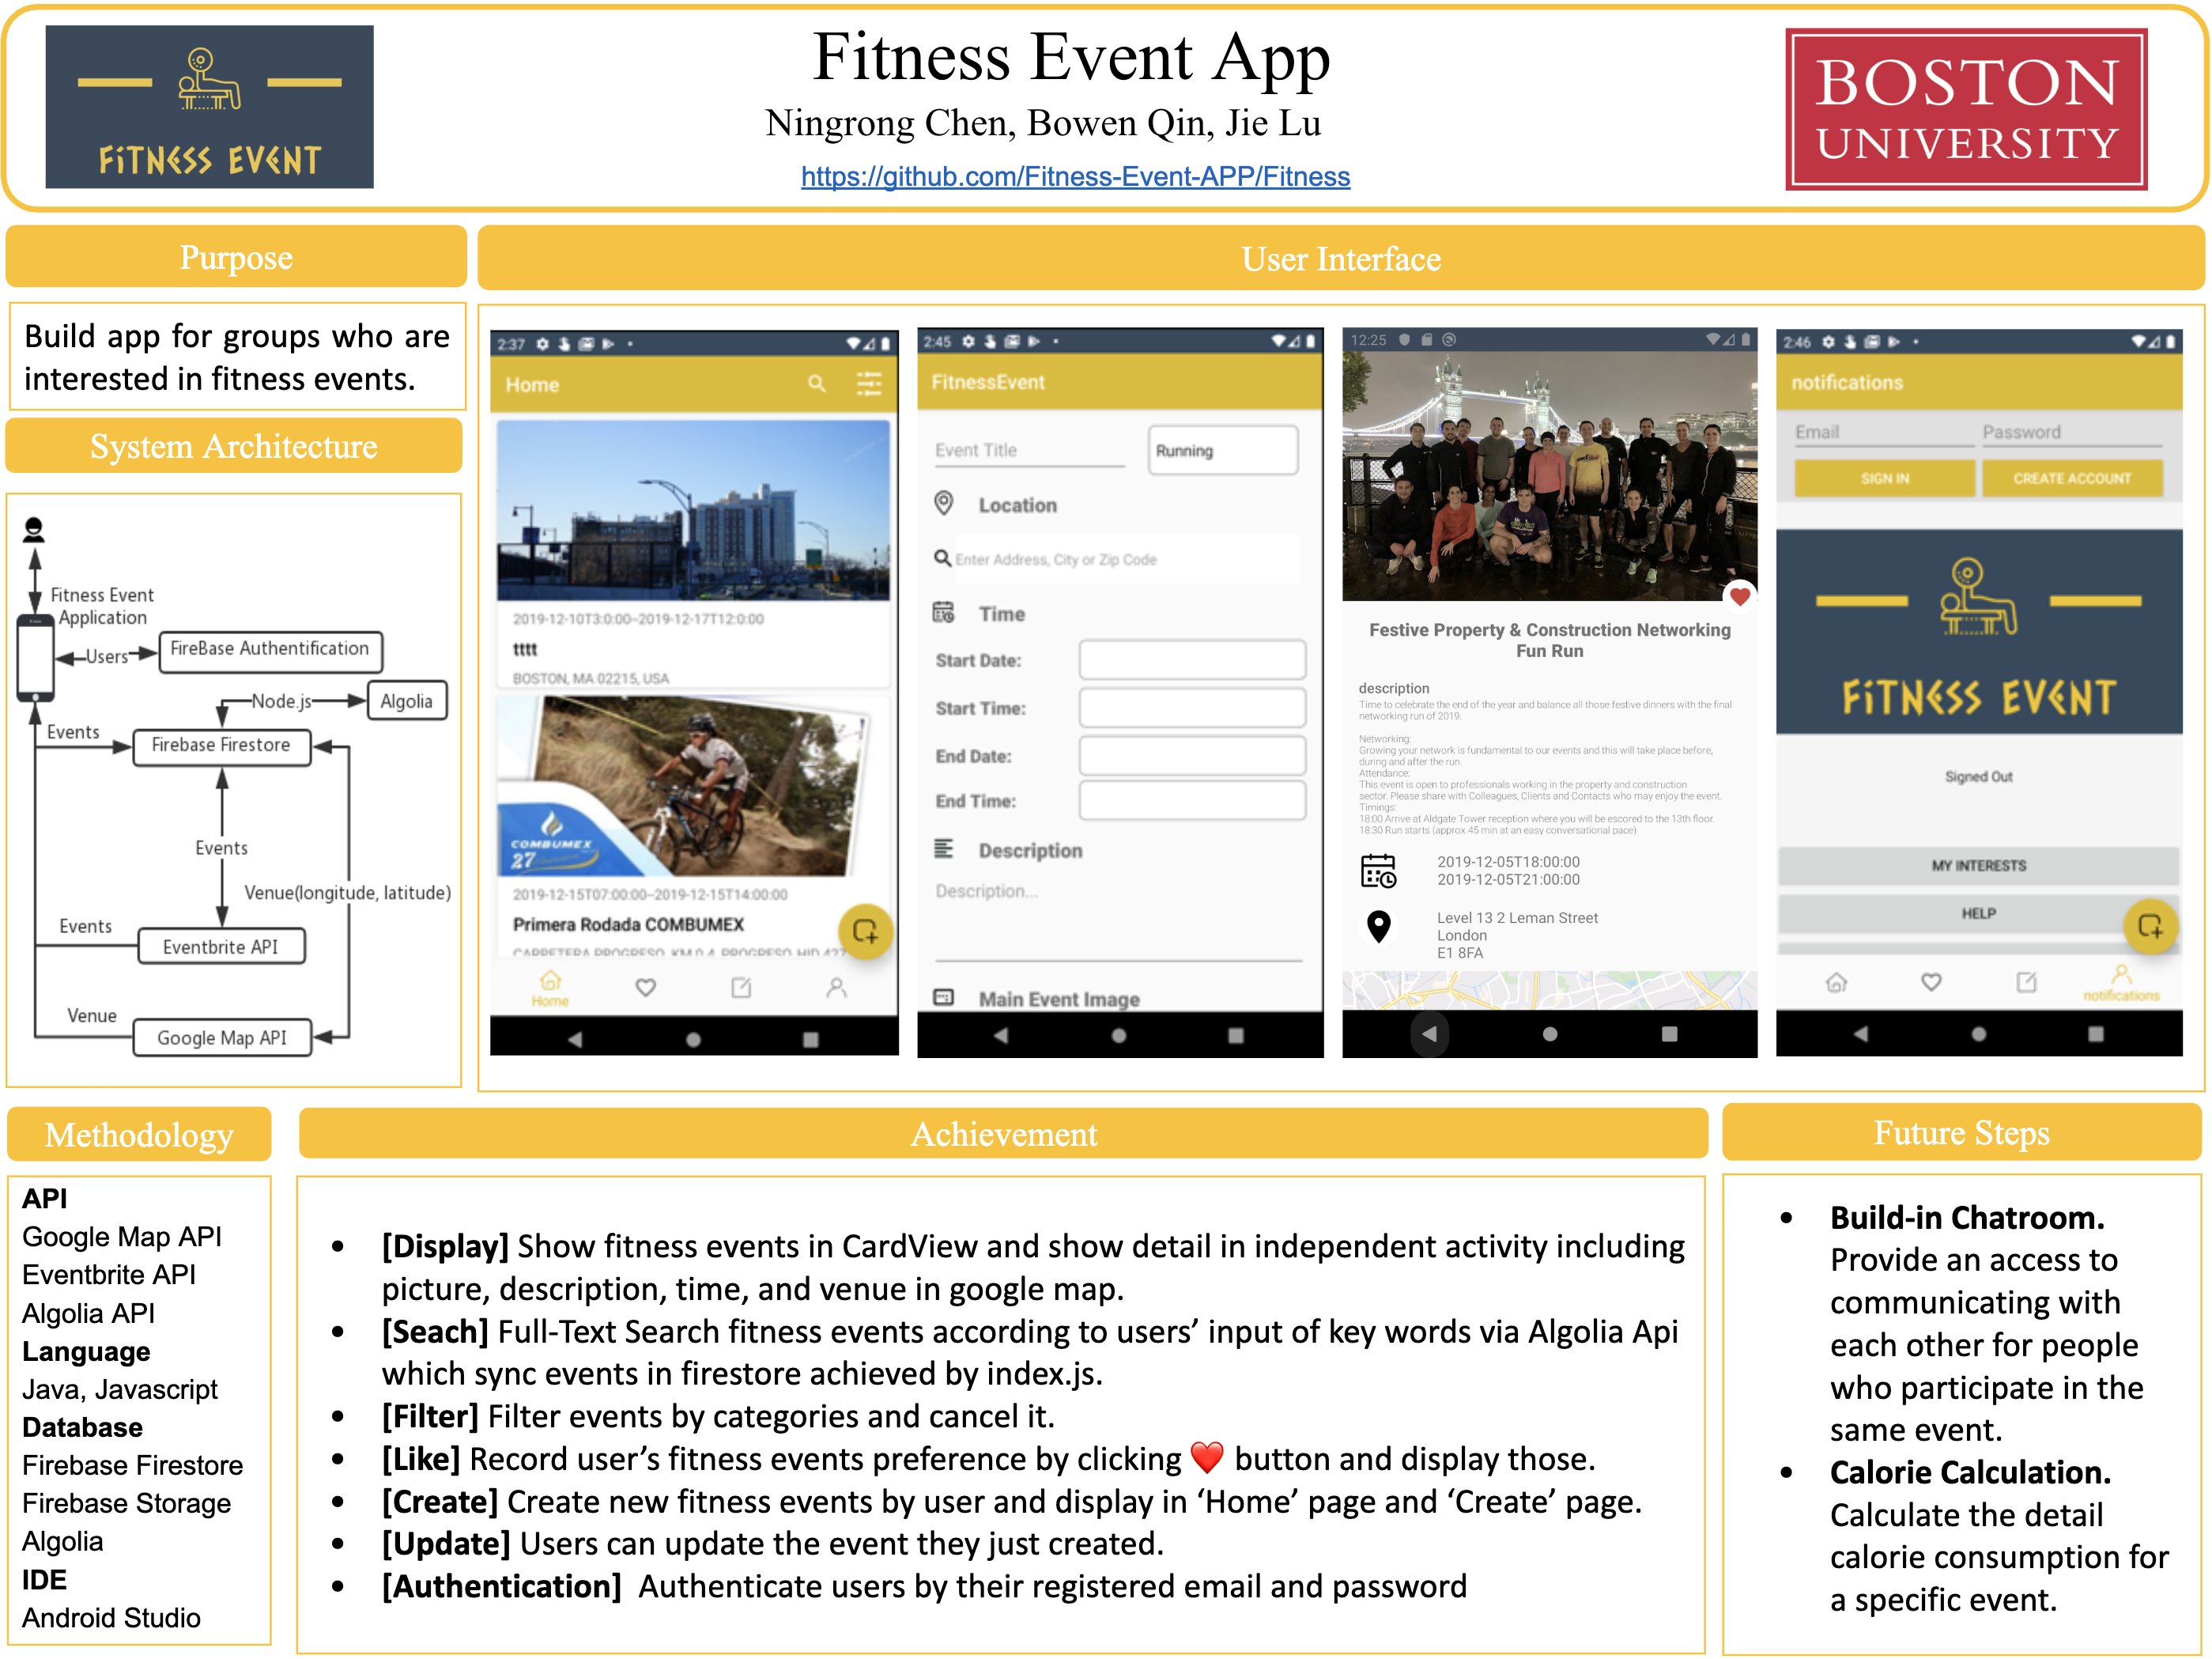 FiTNESS EVENT
Fitness Event App
Ningrong Chen, Bowen Qin, Jie Lu
https://github.com/Fitness-Event-APP/Fitness
BOSTON
UNIVERSITY
Purpose
Build app for groups who are
interested in fitness events.
System Architecture
Fitness Event
Application
Users
FireBase Authentification
Node.js
Algolia
Events
Firebase Firestore
Events
Venue(longitude, latitude)
Events
Eventbrite API
Venue
Google Map API
User Interface
2:37
Home
2019-12-10T3:0:00--2019-12-17T12:0:00
tttt
BOSTON, MA 02215, USA
COMBUMEX
27
2019-12-15T07:00:00--2019-12-15T14:00:00
Primera Rodada COMBUMEX
CARRETERA PROGRESO, KM 0.4, PROGRESO, HID 427
Home
2:45
FitnessEvent
Event Title
Running
Location
Enter Address, City or Zip Code
Time
Start Date:
Start Time:
End Date:
End Time:
Description
Description...
Main Event Image
12:25
Festive Property & Construction Networking
Fun Run
description
Time to celebrate the end of the year and balance all those festive dinners with the final
networking run of 2019.
Networking:
Growing your network is fundamental to our events and this will take place before,
during and after the run.
Attendance:
This event is open to professionals working in the property and construction
sector. Please share with Colleagues, Clients and Contacts who may enjoy the event.
Timings:
18:00 Arrive at Aldgate Tower reception where you will be escored to the 13th floor.
18:30 Run starts (approx 45 min at an easy conversational pace)
2019-12-05T18:00:00
2019-12-05T21:00:00
Level 13 2 Leman Street
London
E1 8FA
2:46
notifications
Email
Password
SIGN IN
CREATE ACCOUNT
FiTNESS EVENT
Signed Out
MY INTERESTS
HELP
notifications
Methodology
API
Google Map API
Eventbrite API
Algolia API
Language
Java, Javascript
Database
Firebase Firestore
Firebase Storage
Algolia
IDE
Android Studio
Achievement
• [Display] Show fitness events in CardView and show detail in independent activity including
picture, description, time, and venue in google map.
• [Seach] Full-Text Search fitness events according to users’ input of key words via Algolia Api
which sync events in firestore achieved by index.js.
• [Filter] Filter events by categories and cancel it.
• [Like] Record user’s fitness events preference by clicking ❤️ button and display those.
• [Create] Create new fitness events by user and display in ‘Home’ page and ‘Create’ page.
• [Update] Users can update the event they just created.
• [Authentication] Authenticate users by their registered email and password
Future Steps
• Build-in Chatroom.
Provide an access to
communicating with
each other for people
who participate in the
same event.
• Calorie Calculation.
Calculate the detail
calorie consumption for
a specific event.